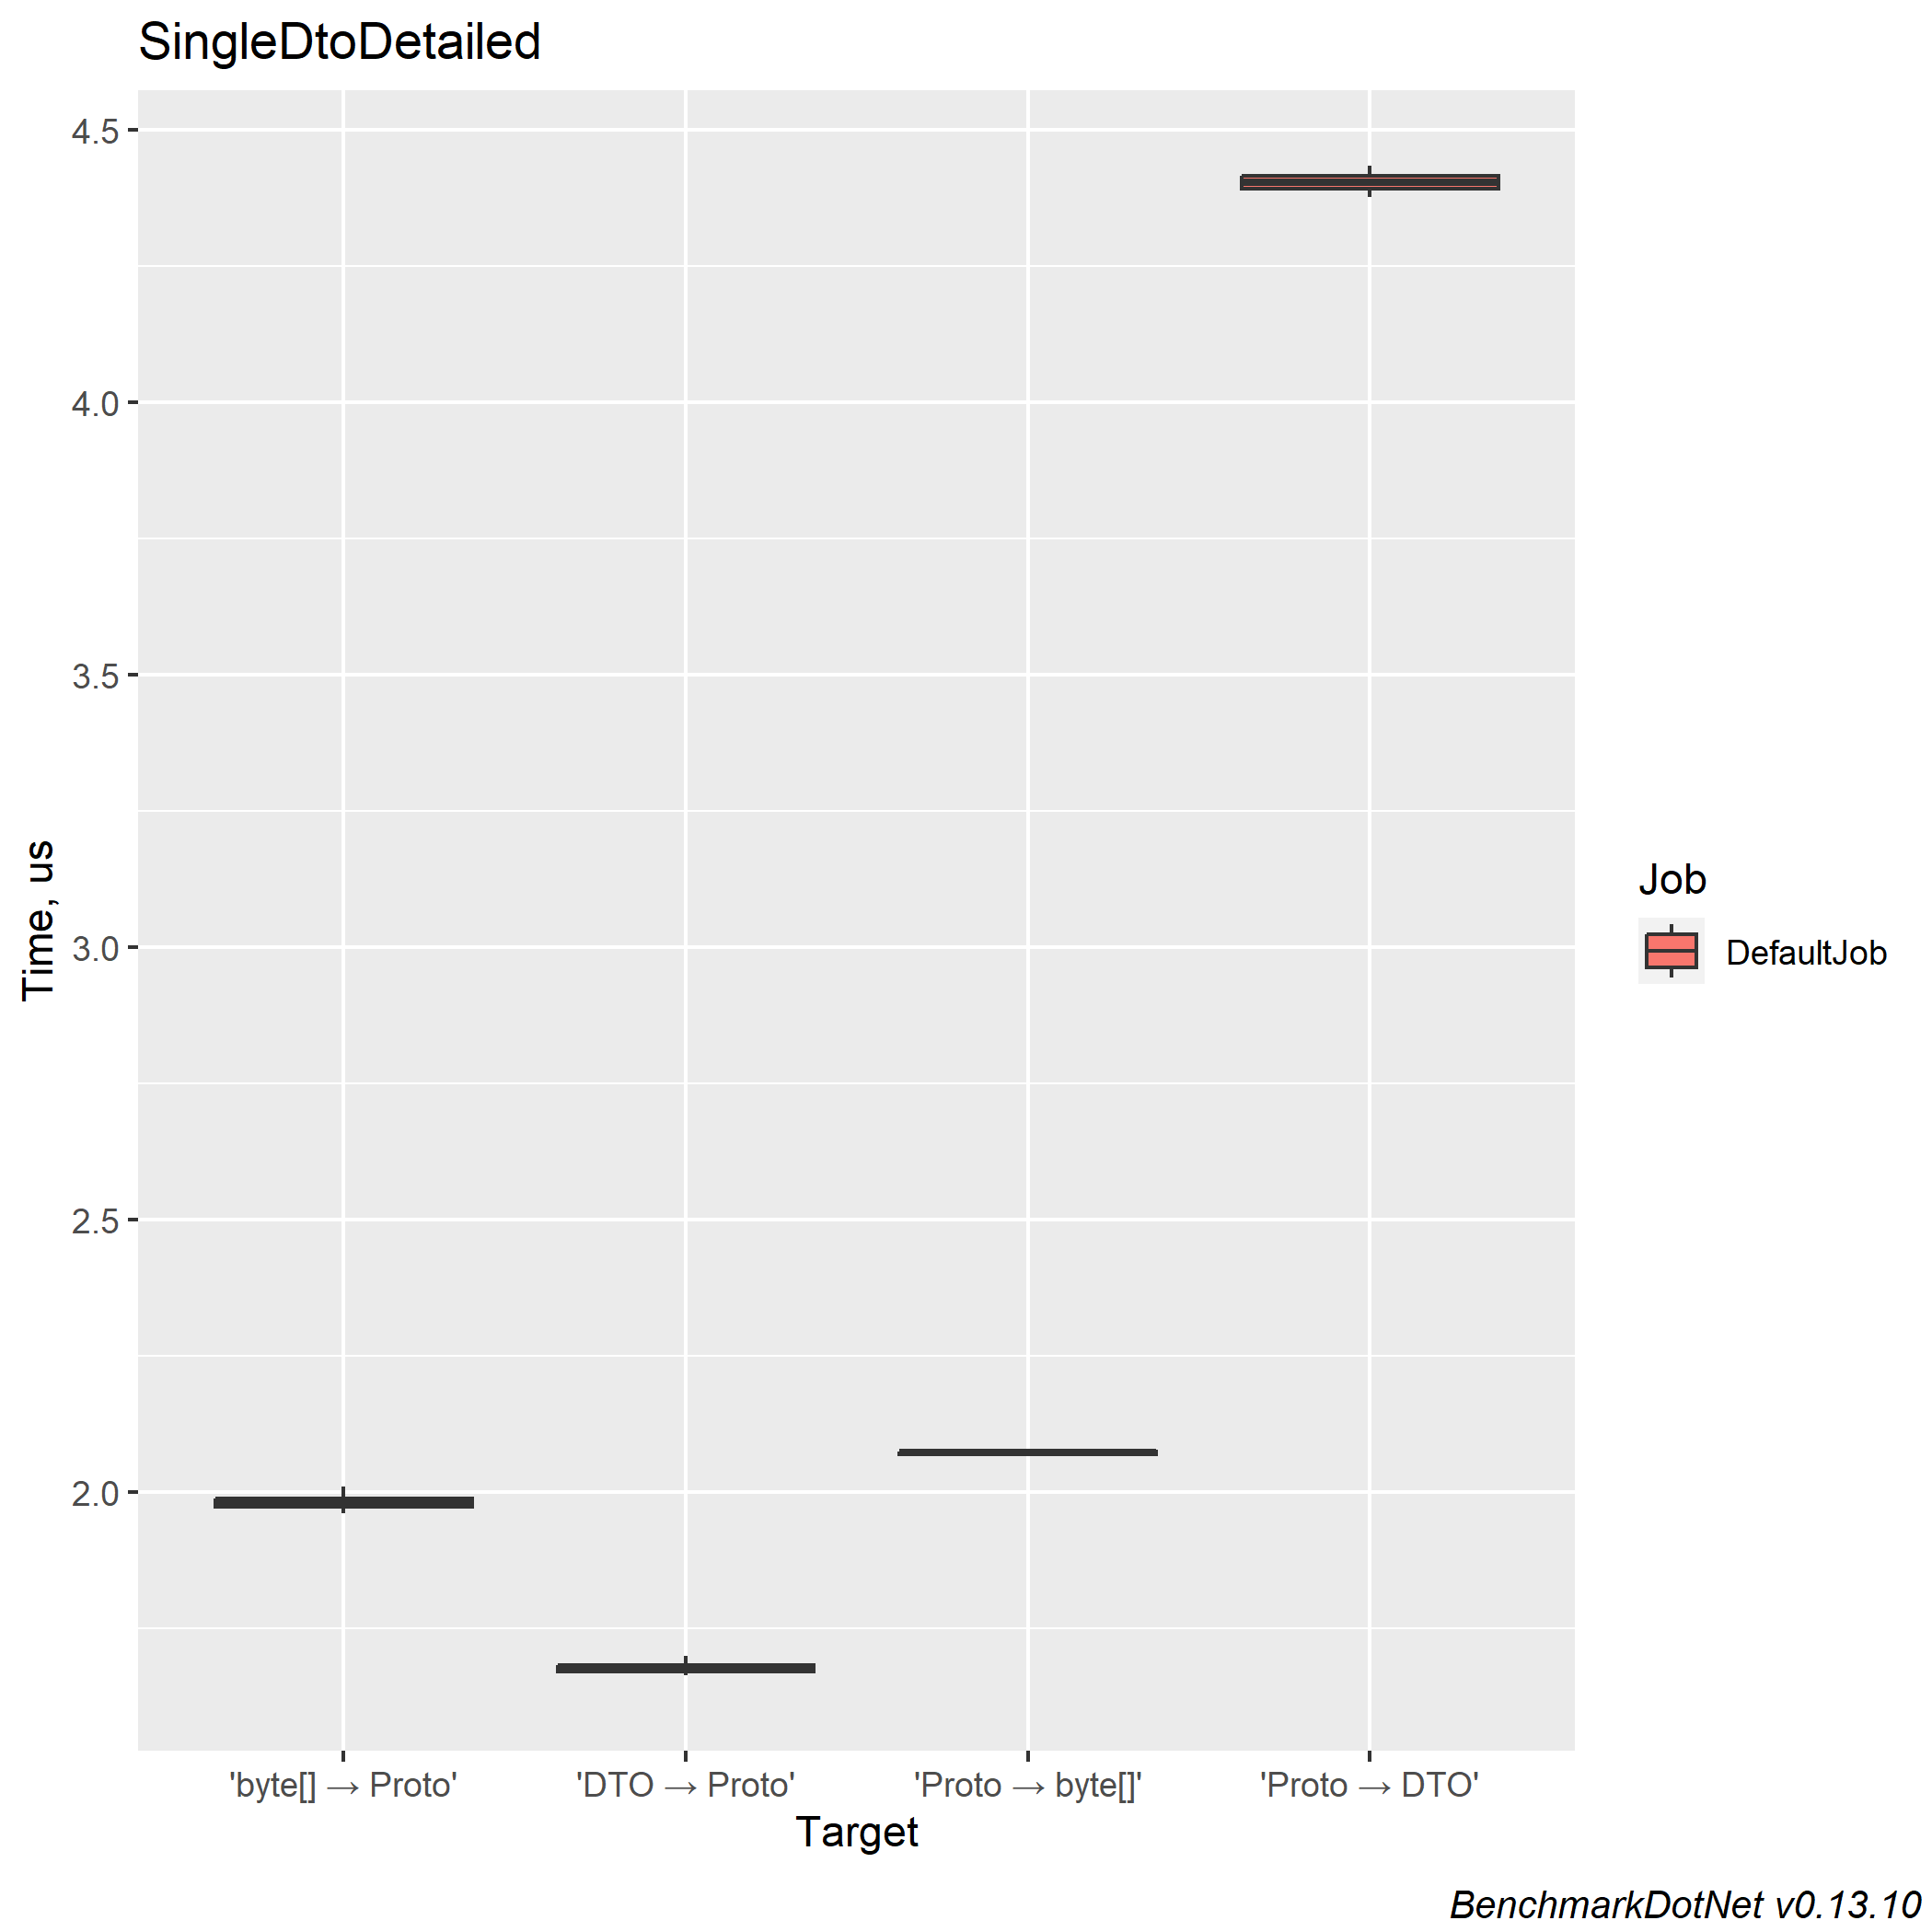 SingleDtoDetailed
4.5
4.0
3.5
3.0
2.5
2.0
Time, us
'byte[] → Proto' 'DTO → Proto' 'Proto → byte[]' 'Proto → DTO'
Target
Job
DefaultJob
BenchmarkDotNet v0.13.10